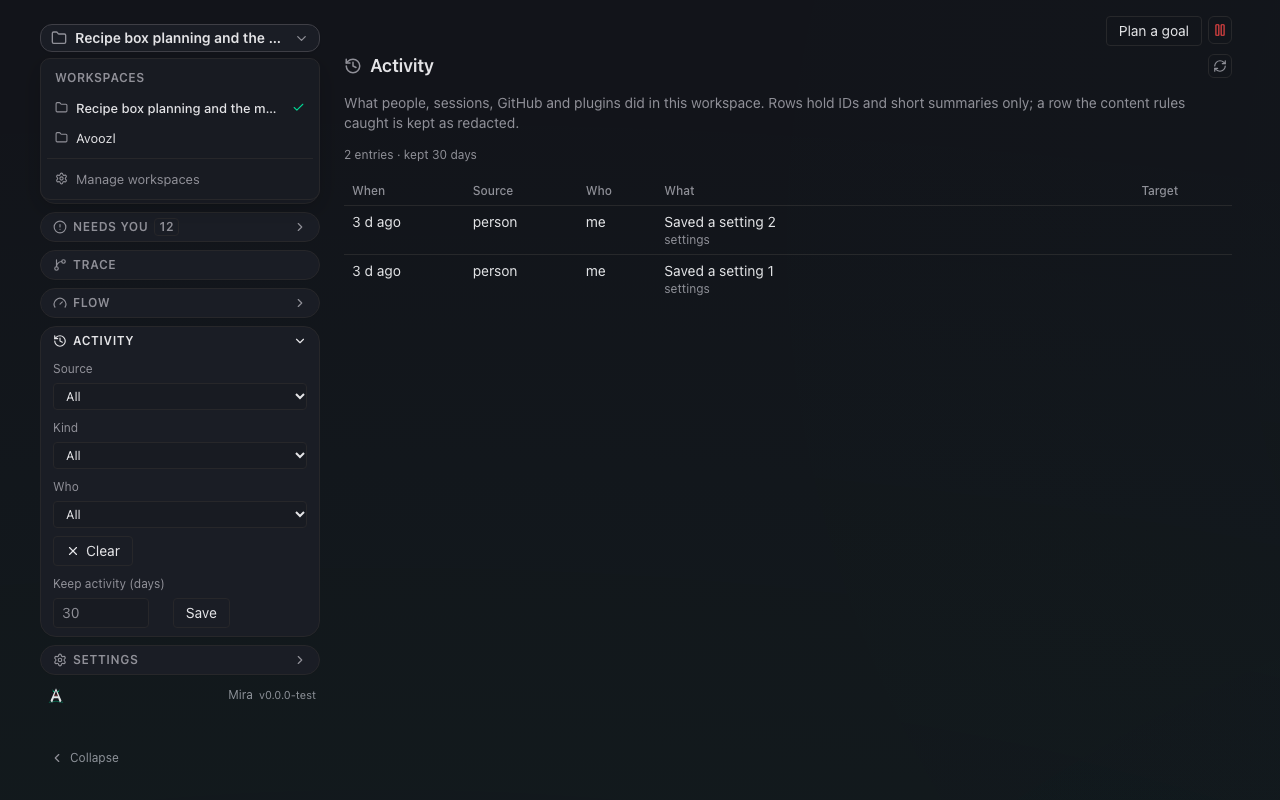 Recipe box planning and the ...
WORKSPACES
Recipe box planning and the m...
Avoozl
Manage workspaces
NEEDS YOU 12
TRACE
FLOW
ACTIVITY
Source
All
Kind
All
Who
All
Clear
Keep activity (days)
30
Save
SETTINGS
Mira v0.0.0-test
Collapse
Plan a goal
Activity
What people, sessions, GitHub and plugins did in this workspace. Rows hold IDs and short summaries only; a row the content rules
caught is kept as redacted.
2 entries · kept 30 days
When Source Who What Target
3 d ago person me Saved a setting 2
settings
3 d ago person me Saved a setting 1
settings